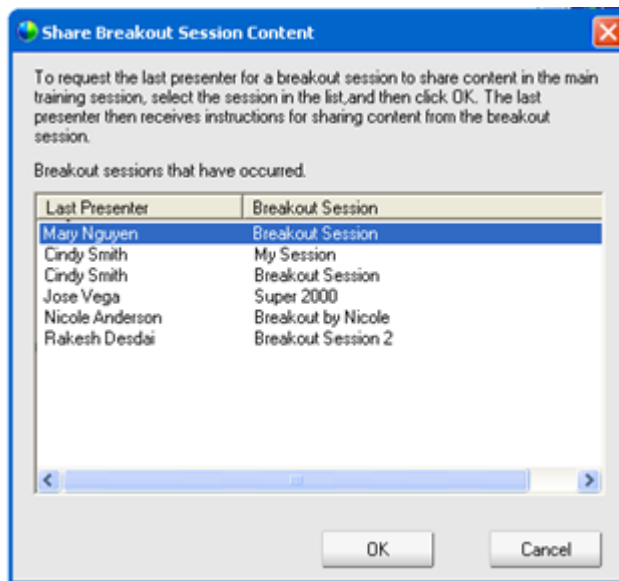 Share Breakout Session Content
To request the last presenter for a breakout session to share content in the main
training session, select the session in the list,and then click OK. The last
presenter then receives instructions for sharing content from the breakout
session.
Breakout sessions that have occurred.
Last Presenter Breakout Session
Mary Nguyen Breakout Session
Cindy Smith My Session
Cindy Smith Breakout Session
Jose Vega Super 2000
Nicole Anderson Breakout by Nicole
Rakesh Desdai Breakout Session 2
OK Cancel